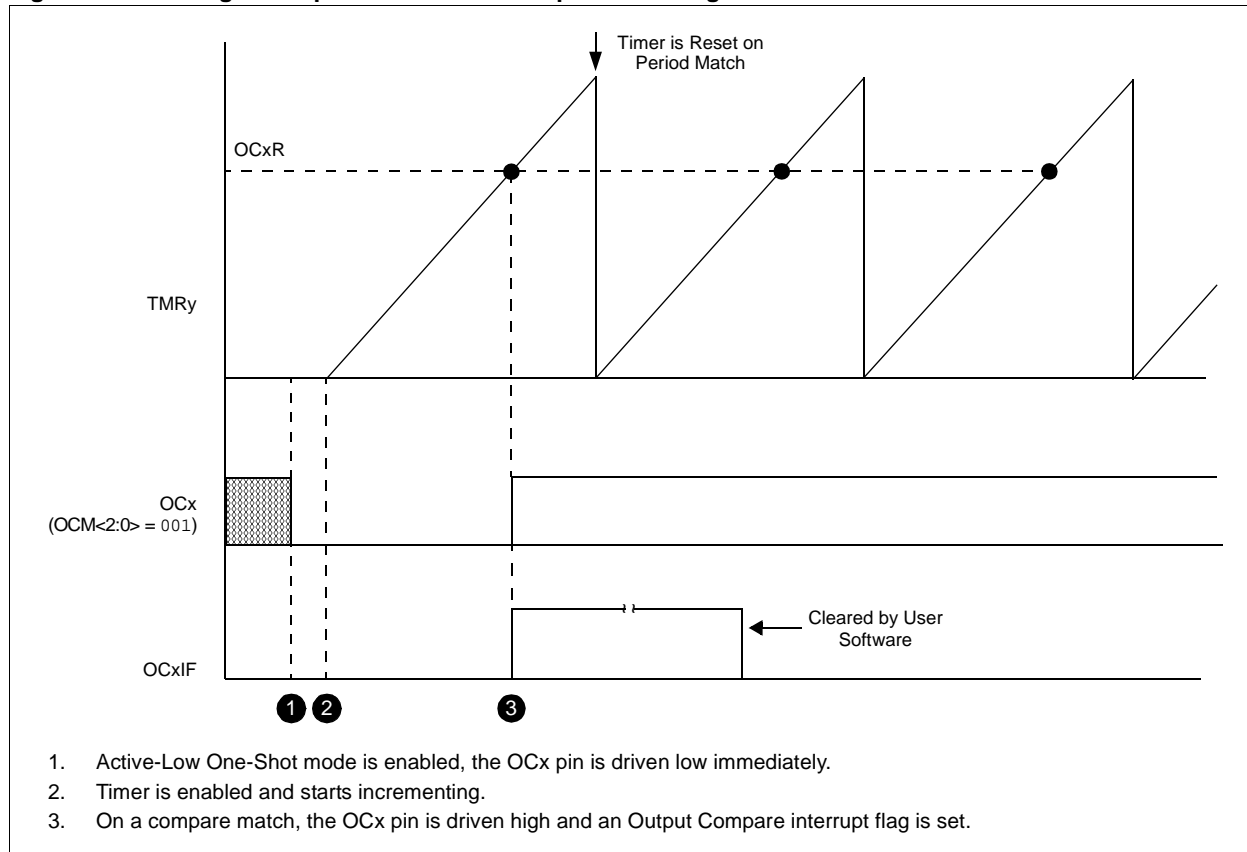 Timer is Reset on
Period Match
OCxR
TMRy
OCx
(OCM<2:0> = 001)
Cleared by User
Software
OCxIF
1 2 3
1. Active-Low One-Shot mode is enabled, the OCx pin is driven low immediately.
2. Timer is enabled and starts incrementing.
3. On a compare match, the OCx pin is driven high and an Output Compare interrupt flag is set.